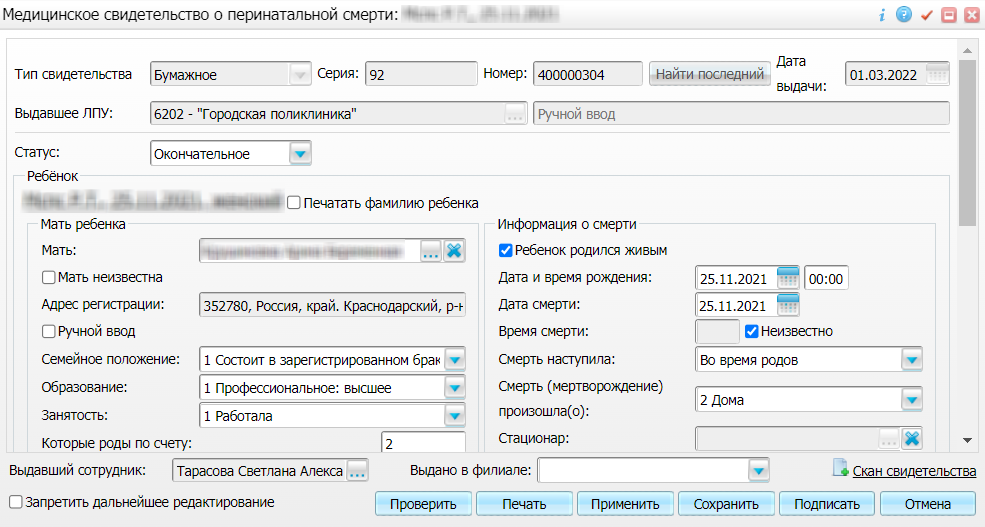 Медицинское свидетельство о перинатальной смерти:
Тип свидетельства Бумажное Серия: 92 Номер: 400000304 Найти последний Дата выдачи: 01.03.2022
Выдавшее ЛПУ: 6202 - "Городская поликлиника" ... Ручной ввод
Статус: Окончательное
Ребёнок
Печатать фамилию ребенка
Мать ребенка
Мать: ...
Мать неизвестна
Адрес регистрации: 352780, Россия, край. Краснодарский, р-н
Ручной ввод
Семейное положение: 1 Состоит в зарегистрированном брак
Образование: 1 Профессиональное: высшее
Занятость: 1 Работала
Которые роды по счету: 2
Информация о смерти
Ребенок родился живым
Дата и время рождения: 25.11.2021 00:00
Дата смерти: 25.11.2021
Время смерти: Неизвестно
Смерть наступила: Во время родов
Смерть (мертворождение)
произошла(о): 2 Дома
Стационар: ...
Выдавший сотрудник: Тарасова Светлана Алекса ... Выдано в филиале: Скан свидетельства
Запретить дальнейшее редактирование Проверить Печать Применить Сохранить Подписать Отмена